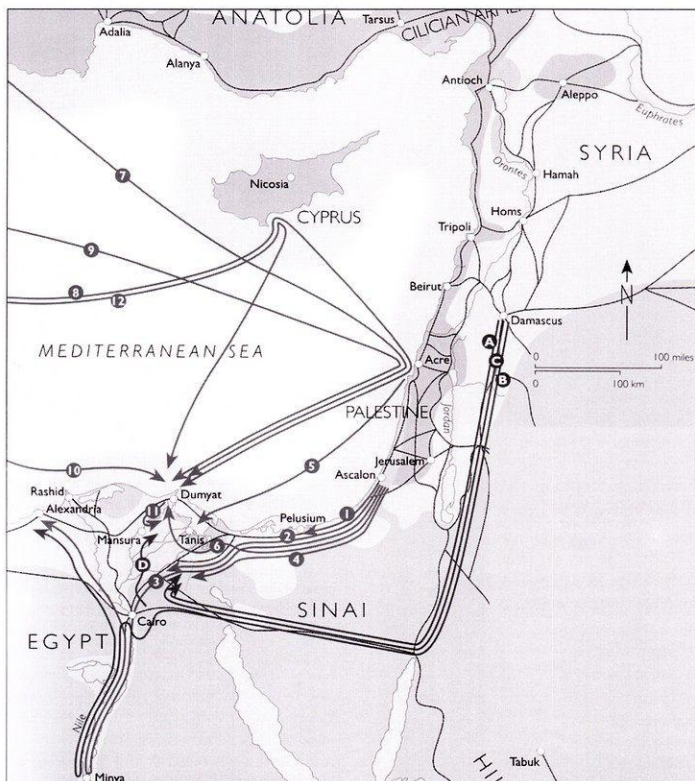 ANATOLIA
Tarsus
CILICIAN ARME
Adalia
Alanya
Antioch
Aleppo
Euphrates
SYRIA
7
Orontes
Hamah
Nicosia
Homs
CYPRUS
Tripoli
9
N
8
12
Beirut
Damascus
A
MEDITERRANEAN SEA
C
0 100 miles
Acre
B
0 100 km
PALESTINE
Jordan
5
Jerusalem
10
Ascalon
Rashid
Dumyat
Alexandria
11
Pelusium
1
Mansura
Tanis
2
6
4
D
3
SINAI
Cairo
EGYPT
Nile
Tabuk
Minya